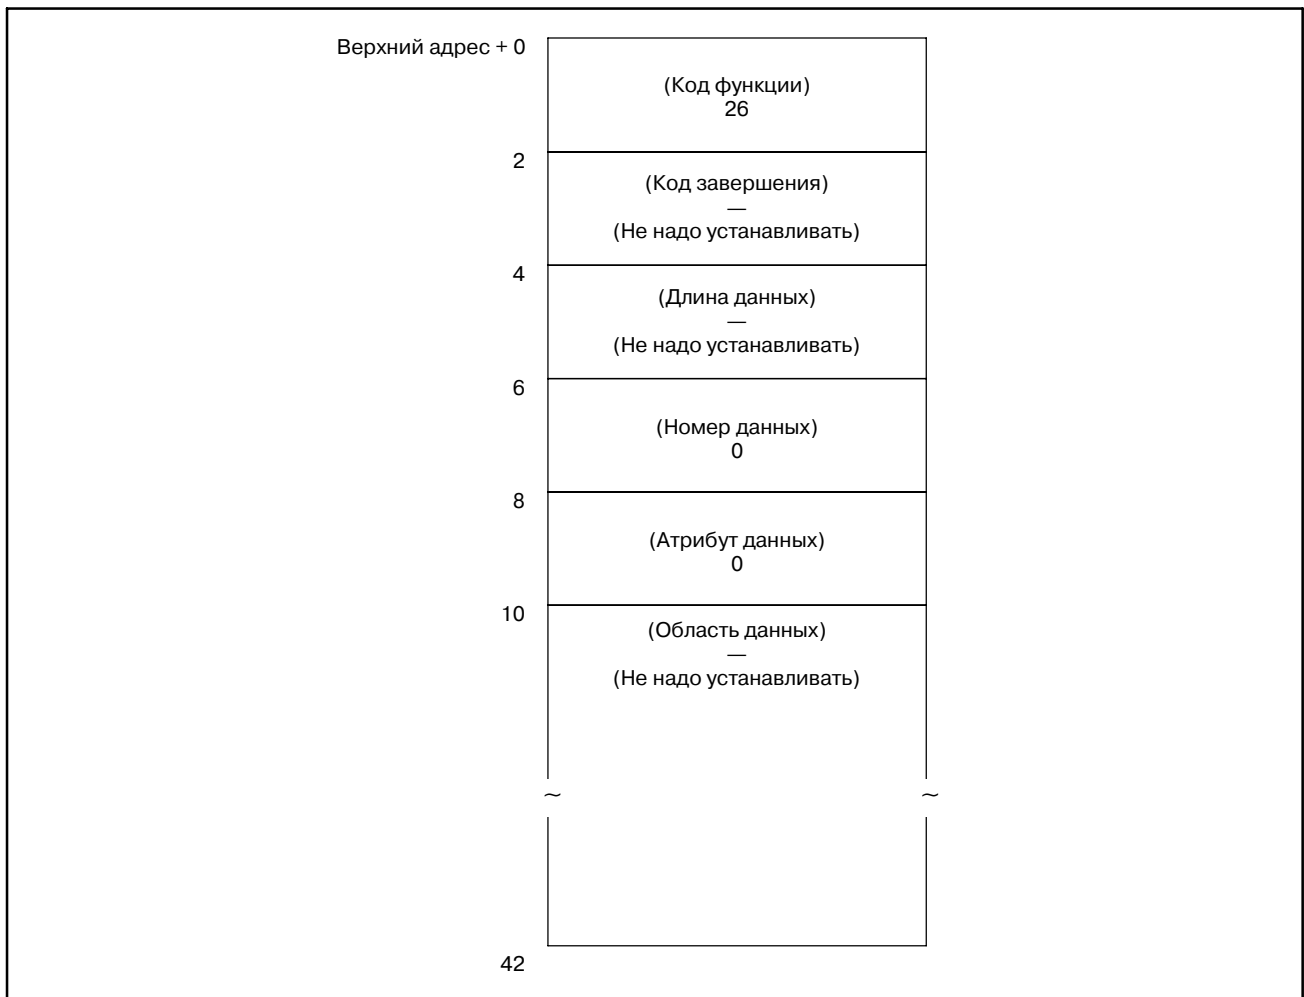 Верхний адрес + 0
(Код функции)
26
2
(Код завершения)
—
(Не надо устанавливать)
4
(Длина данных)
—
(Не надо устанавливать)
6
(Номер данных)
0
8
(Атрибут данных)
0
10
(Область данных)
—
(Не надо устанавливать)
~ ~
42